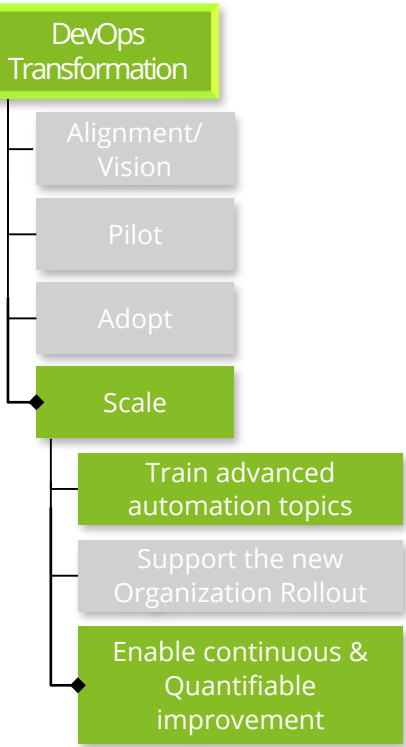 DevOps
Transformation
Alignment/
Vision
Pilot
Adopt
Scale
Train advanced
automation topics
Support the new
Organization Rollout
Enable continuous &
Quantifiable
improvement